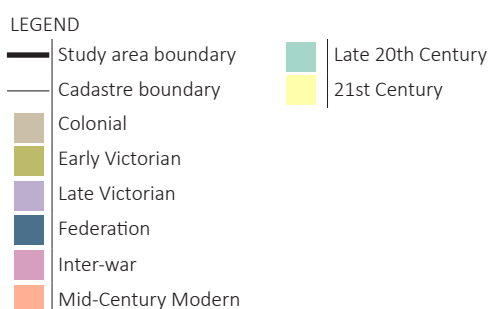 LEGEND
Study area boundary
Cadastre boundary
Colonial
Early Victorian
Late Victorian
Federation
Inter-war
Mid-Century Modern
Late 20th Century
21st Century